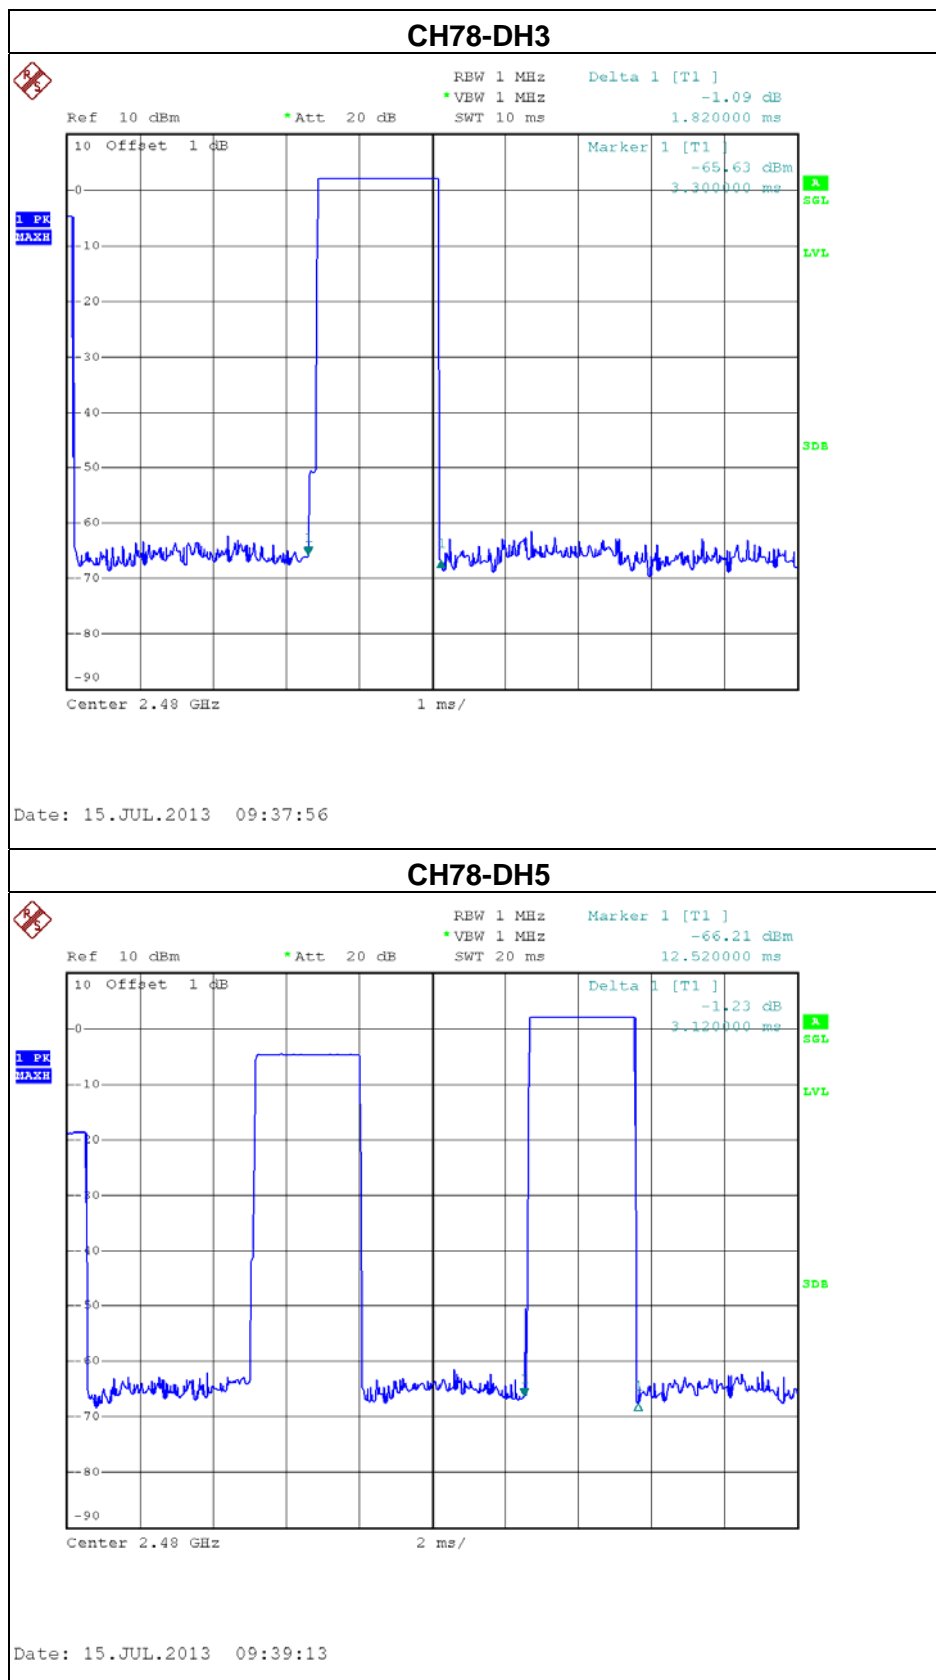 CH78-DH3
R S
RBW 1 MHz Delta 1 [T1 ]
*VBW 1 MHz -1.09 dB
Ref 10 dBm *Att 20 dB SWT 10 ms 1.820000 ms
10 Offset 1 dB Marker 1 [T1 ]
-65.63 dBm
3.300000 ms
A
SGL
1 PK
MAXH
LVL
3DB
0
-10
-20
-30
-40
-50
-60
-70
-80
-90
1
1
Center 2.48 GHz 1 ms/
Date: 15.JUL.2013 09:37:56
CH78-DH5
R S
RBW 1 MHz Marker 1 [T1 ]
*VBW 1 MHz -66.21 dBm
Ref 10 dBm *Att 20 dB SWT 20 ms 12.520000 ms
10 Offset 1 dB Delta 1 [T1 ]
-1.23 dB
3.120000 ms
A
SGL
1 PK
MAXH
LVL
3DB
0
-10
-20
-30
-40
-50
-60
-70
-80
-90
1
1
Center 2.48 GHz 2 ms/
Date: 15.JUL.2013 09:39:13